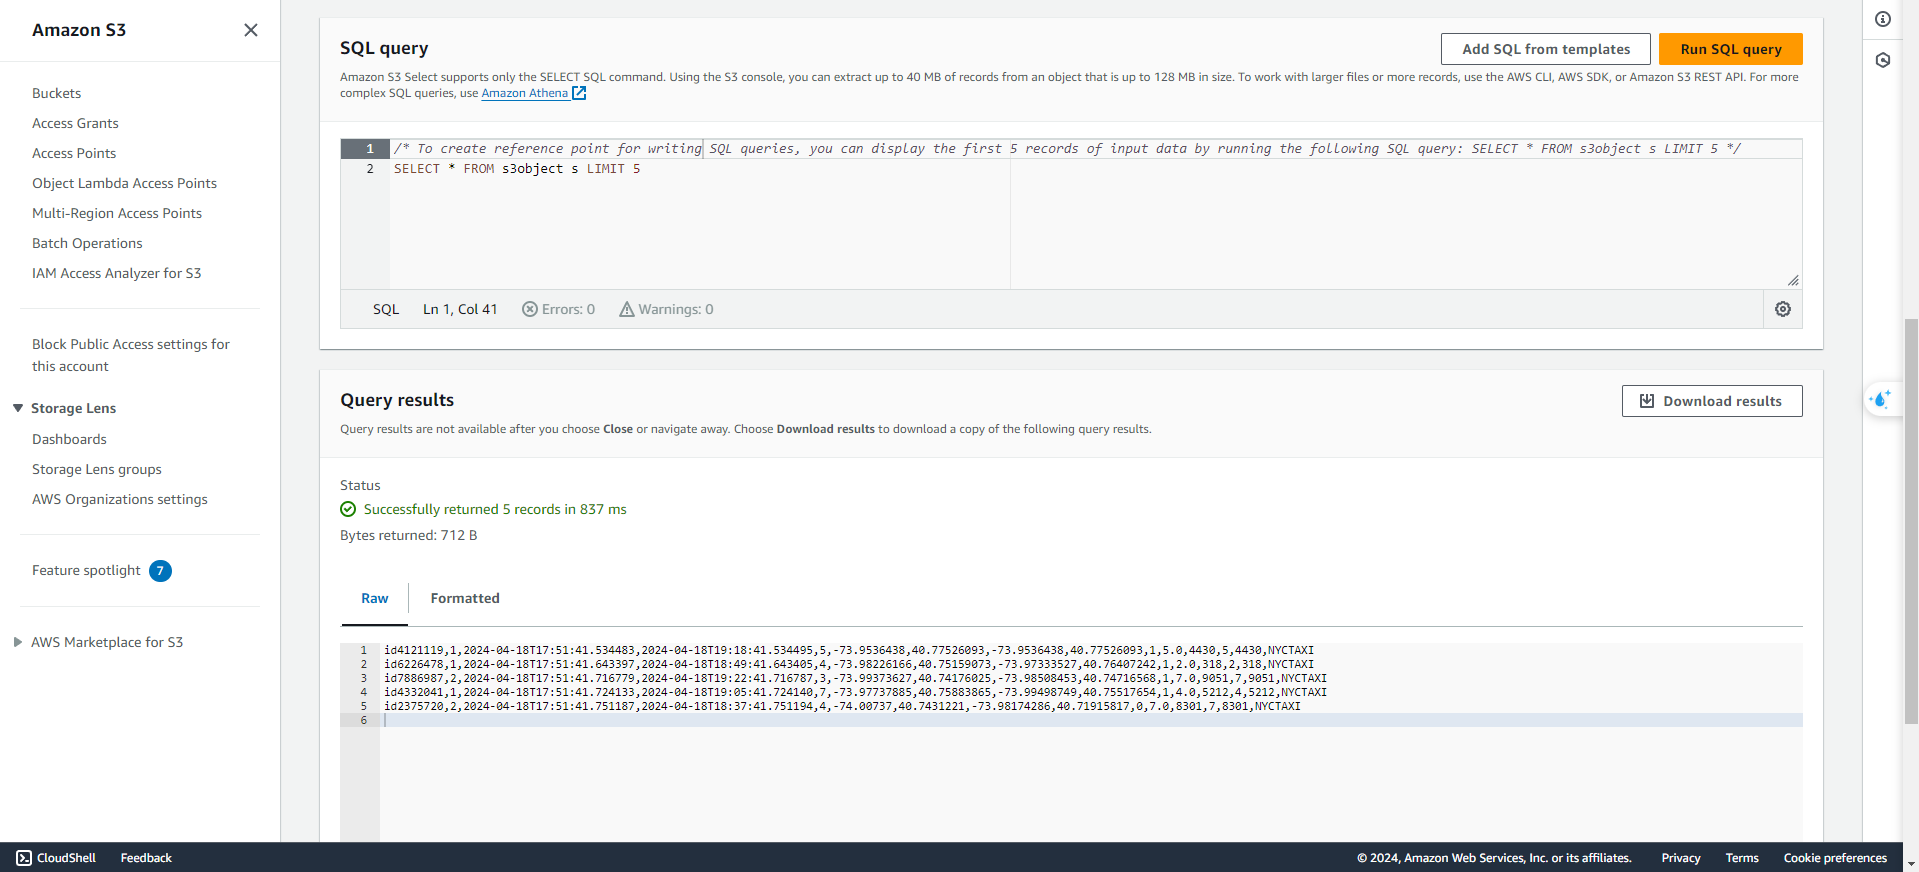 Amazon S3
Buckets
Access Grants
Access Points
Object Lambda Access Points
Multi-Region Access Points
Batch Operations
IAM Access Analyzer for S3
Block Public Access settings for
this account
Storage Lens
Dashboards
Storage Lens groups
AWS Organizations settings
Feature spotlight 7
AWS Marketplace for S3
SQL query
Add SQL from templates
Run SQL query
Amazon S3 Select supports only the SELECT SQL command. Using the S3 console, you can extract up to 40 MB of records from an object that is up to 128 MB in size. To work with larger files or more records, use the AWS CLI, AWS SDK, or Amazon S3 REST API. For more
complex SQL queries, use Amazon Athena
1 /* To create reference point for writing SQL queries, you can display the first 5 records of input data by running the following SQL query: SELECT * FROM s3object s LIMIT 5 */
2 SELECT * FROM s3object s LIMIT 5
SQL Ln 1, Col 41 Errors: 0 Warnings: 0
Query results
Download results
Query results are not available after you choose Close or navigate away. Choose Download results to download a copy of the following query results.
Status
Successfully returned 5 records in 837 ms
Bytes returned: 712 B
Raw Formatted
1 id4121119,1,2024-04-18T17:51:41.534483,2024-04-18T19:18:41.534495,5,-73.9536438,40.77526093,-73.9536438,40.77526093,1,5.0,4430,5,4430,NYCTAXI
2 id6226478,1,2024-04-18T17:51:41.643397,2024-04-18T18:49:41.643405,4,-73.98226166,40.75159073,-73.97333527,40.76407242,1,2.0,318,2,318,NYCTAXI
3 id7886987,2,2024-04-18T17:51:41.716779,2024-04-18T19:22:41.716787,3,-73.99373627,40.74176025,-73.98508453,40.74716568,1,7.0,9051,7,9051,NYCTAXI
4 id4332041,1,2024-04-18T17:51:41.724133,2024-04-18T19:05:41.724140,7,-73.97737885,40.75883865,-73.99498749,40.75517654,1,4.0,5212,4,5212,NYCTAXI
5 id2375720,2,2024-04-18T17:51:41.751187,2024-04-18T18:37:41.751194,4,-74.00737,40.7431221,-73.98174286,40.71915817,0,7.0,8301,7,8301,NYCTAXI
6
CloudShell Feedback © 2024, Amazon Web Services, Inc. or its affiliates. Privacy Terms Cookie preferences